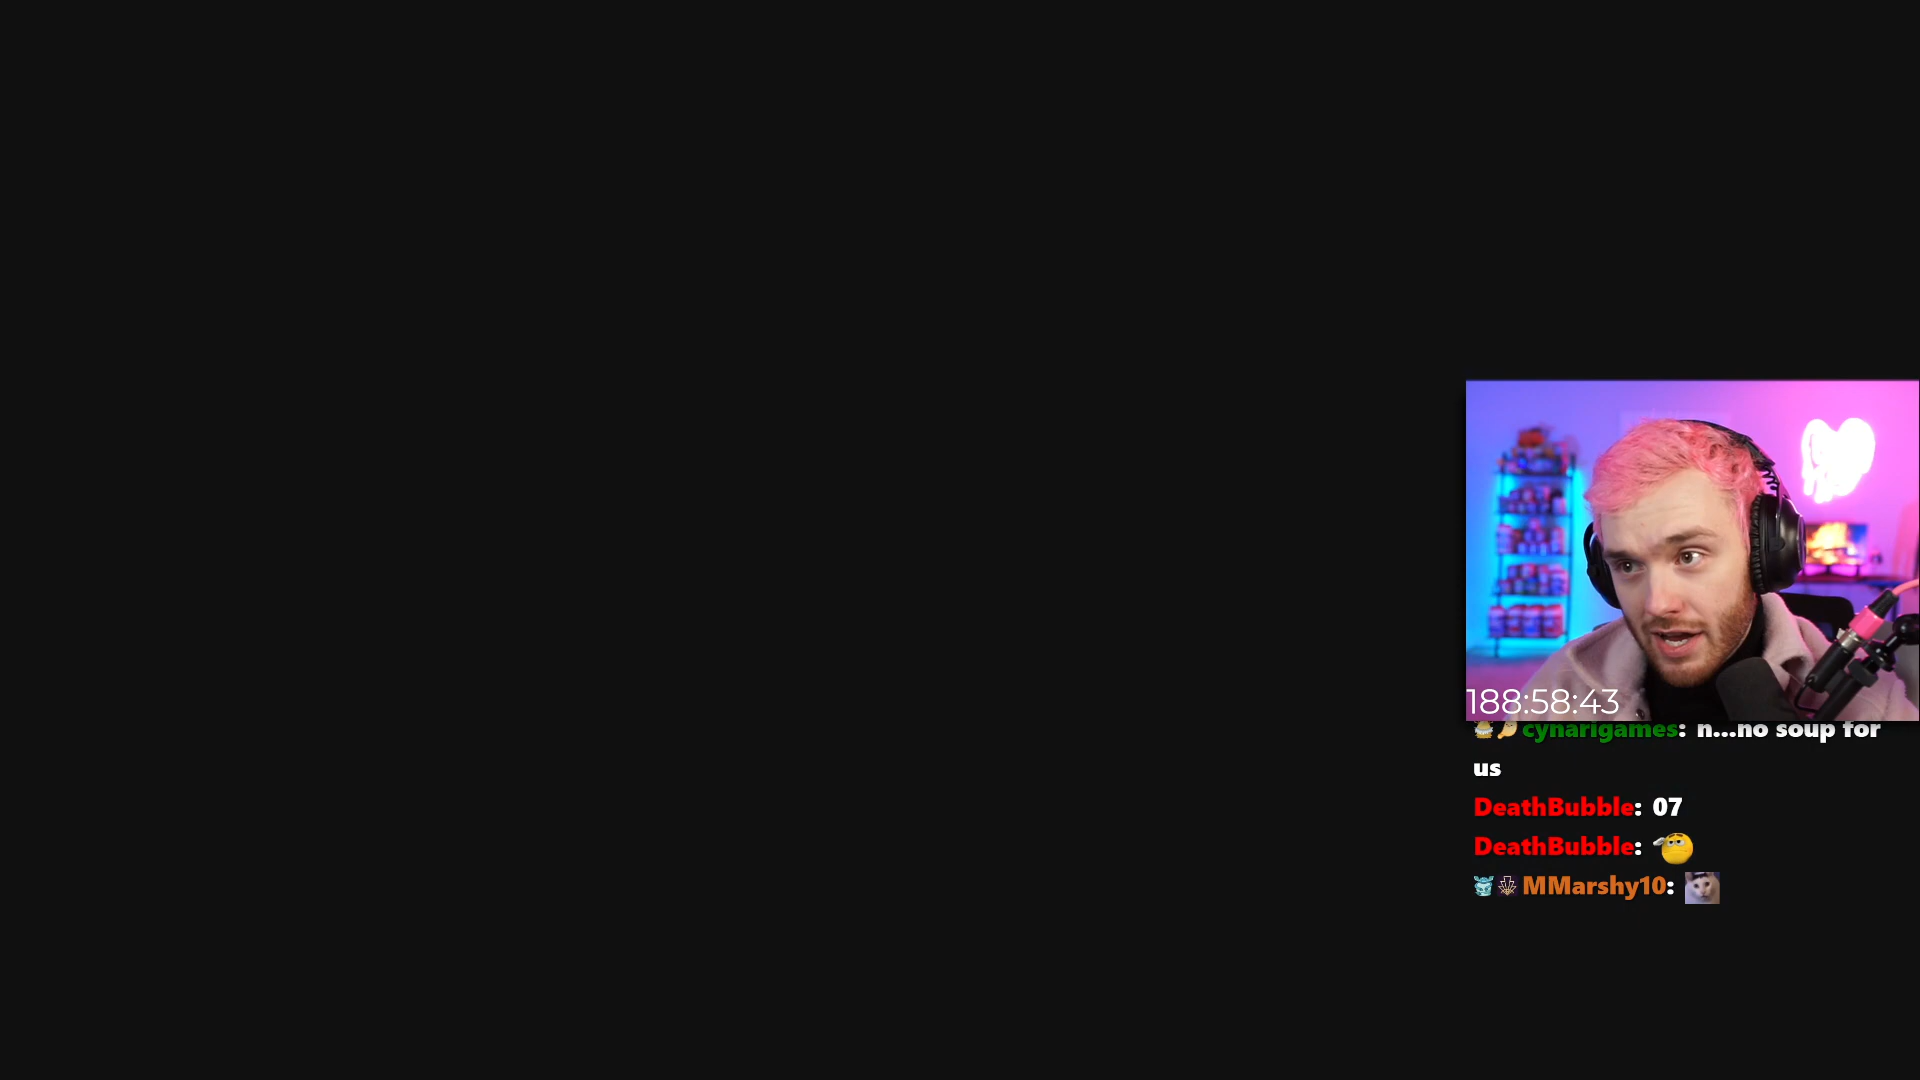 188:58:43
cynarigames: n...no soup for
us
DeathBubble: 07
DeathBubble:
MMarshy10: